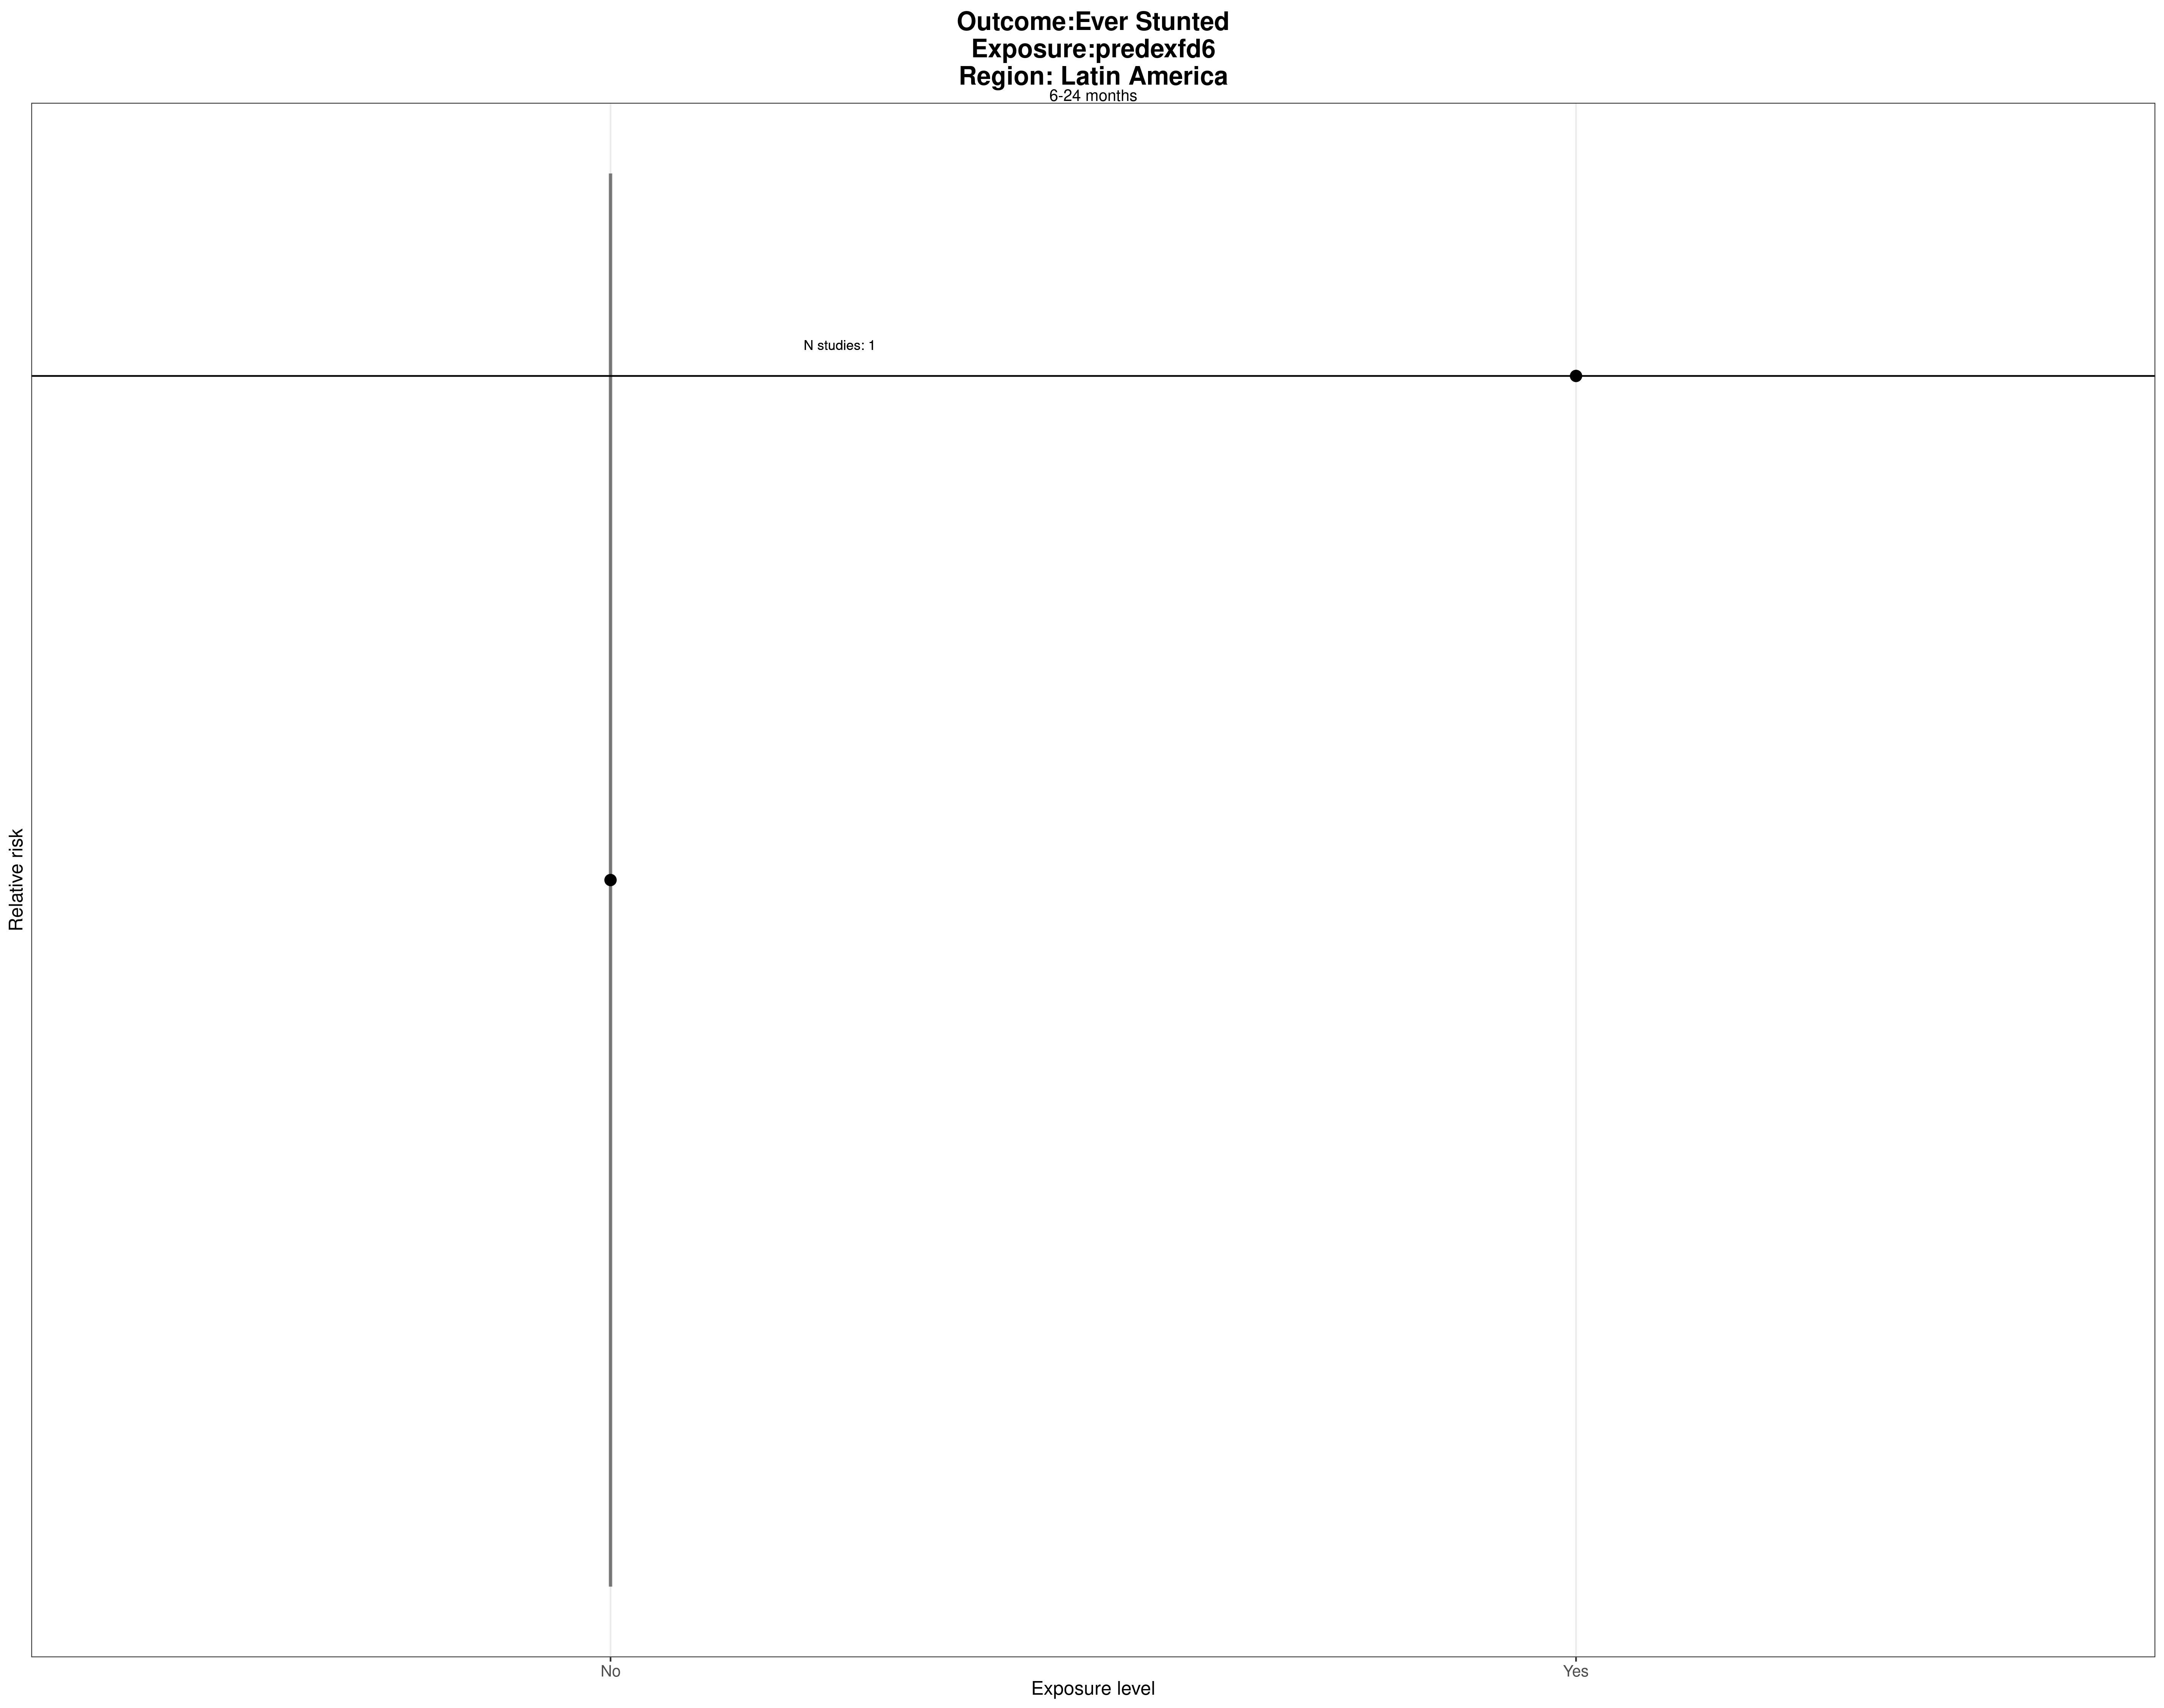 Outcome:Ever Stunted
Exposure:predexfd6
Region: Latin America
6-24 months
N studies: 1
Relative risk
No
Yes
Exposure level